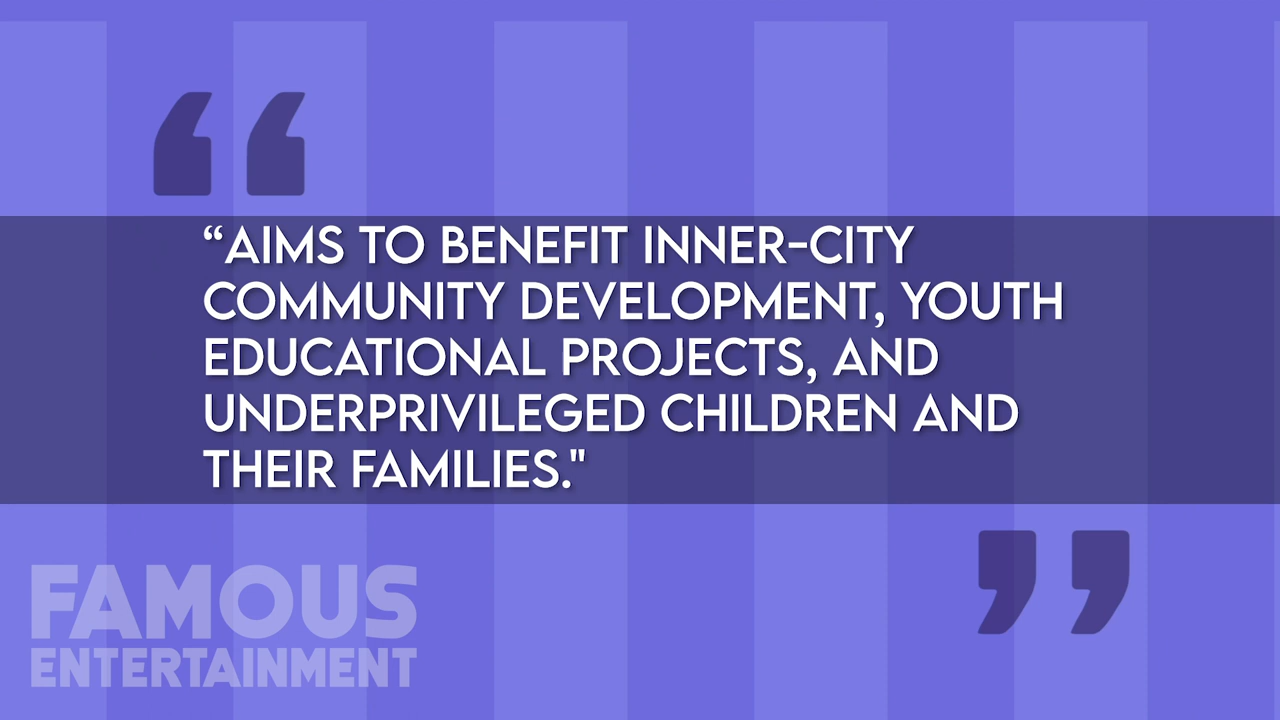 “AIMS TO BENEFIT INNER-CITY
COMMUNITY DEVELOPMENT, YOUTH
EDUCATIONAL PROJECTS, AND
UNDERPRIVILEGED CHILDREN AND
THEIR FAMILIES."
FAMOUS
ENTERTAINMENT